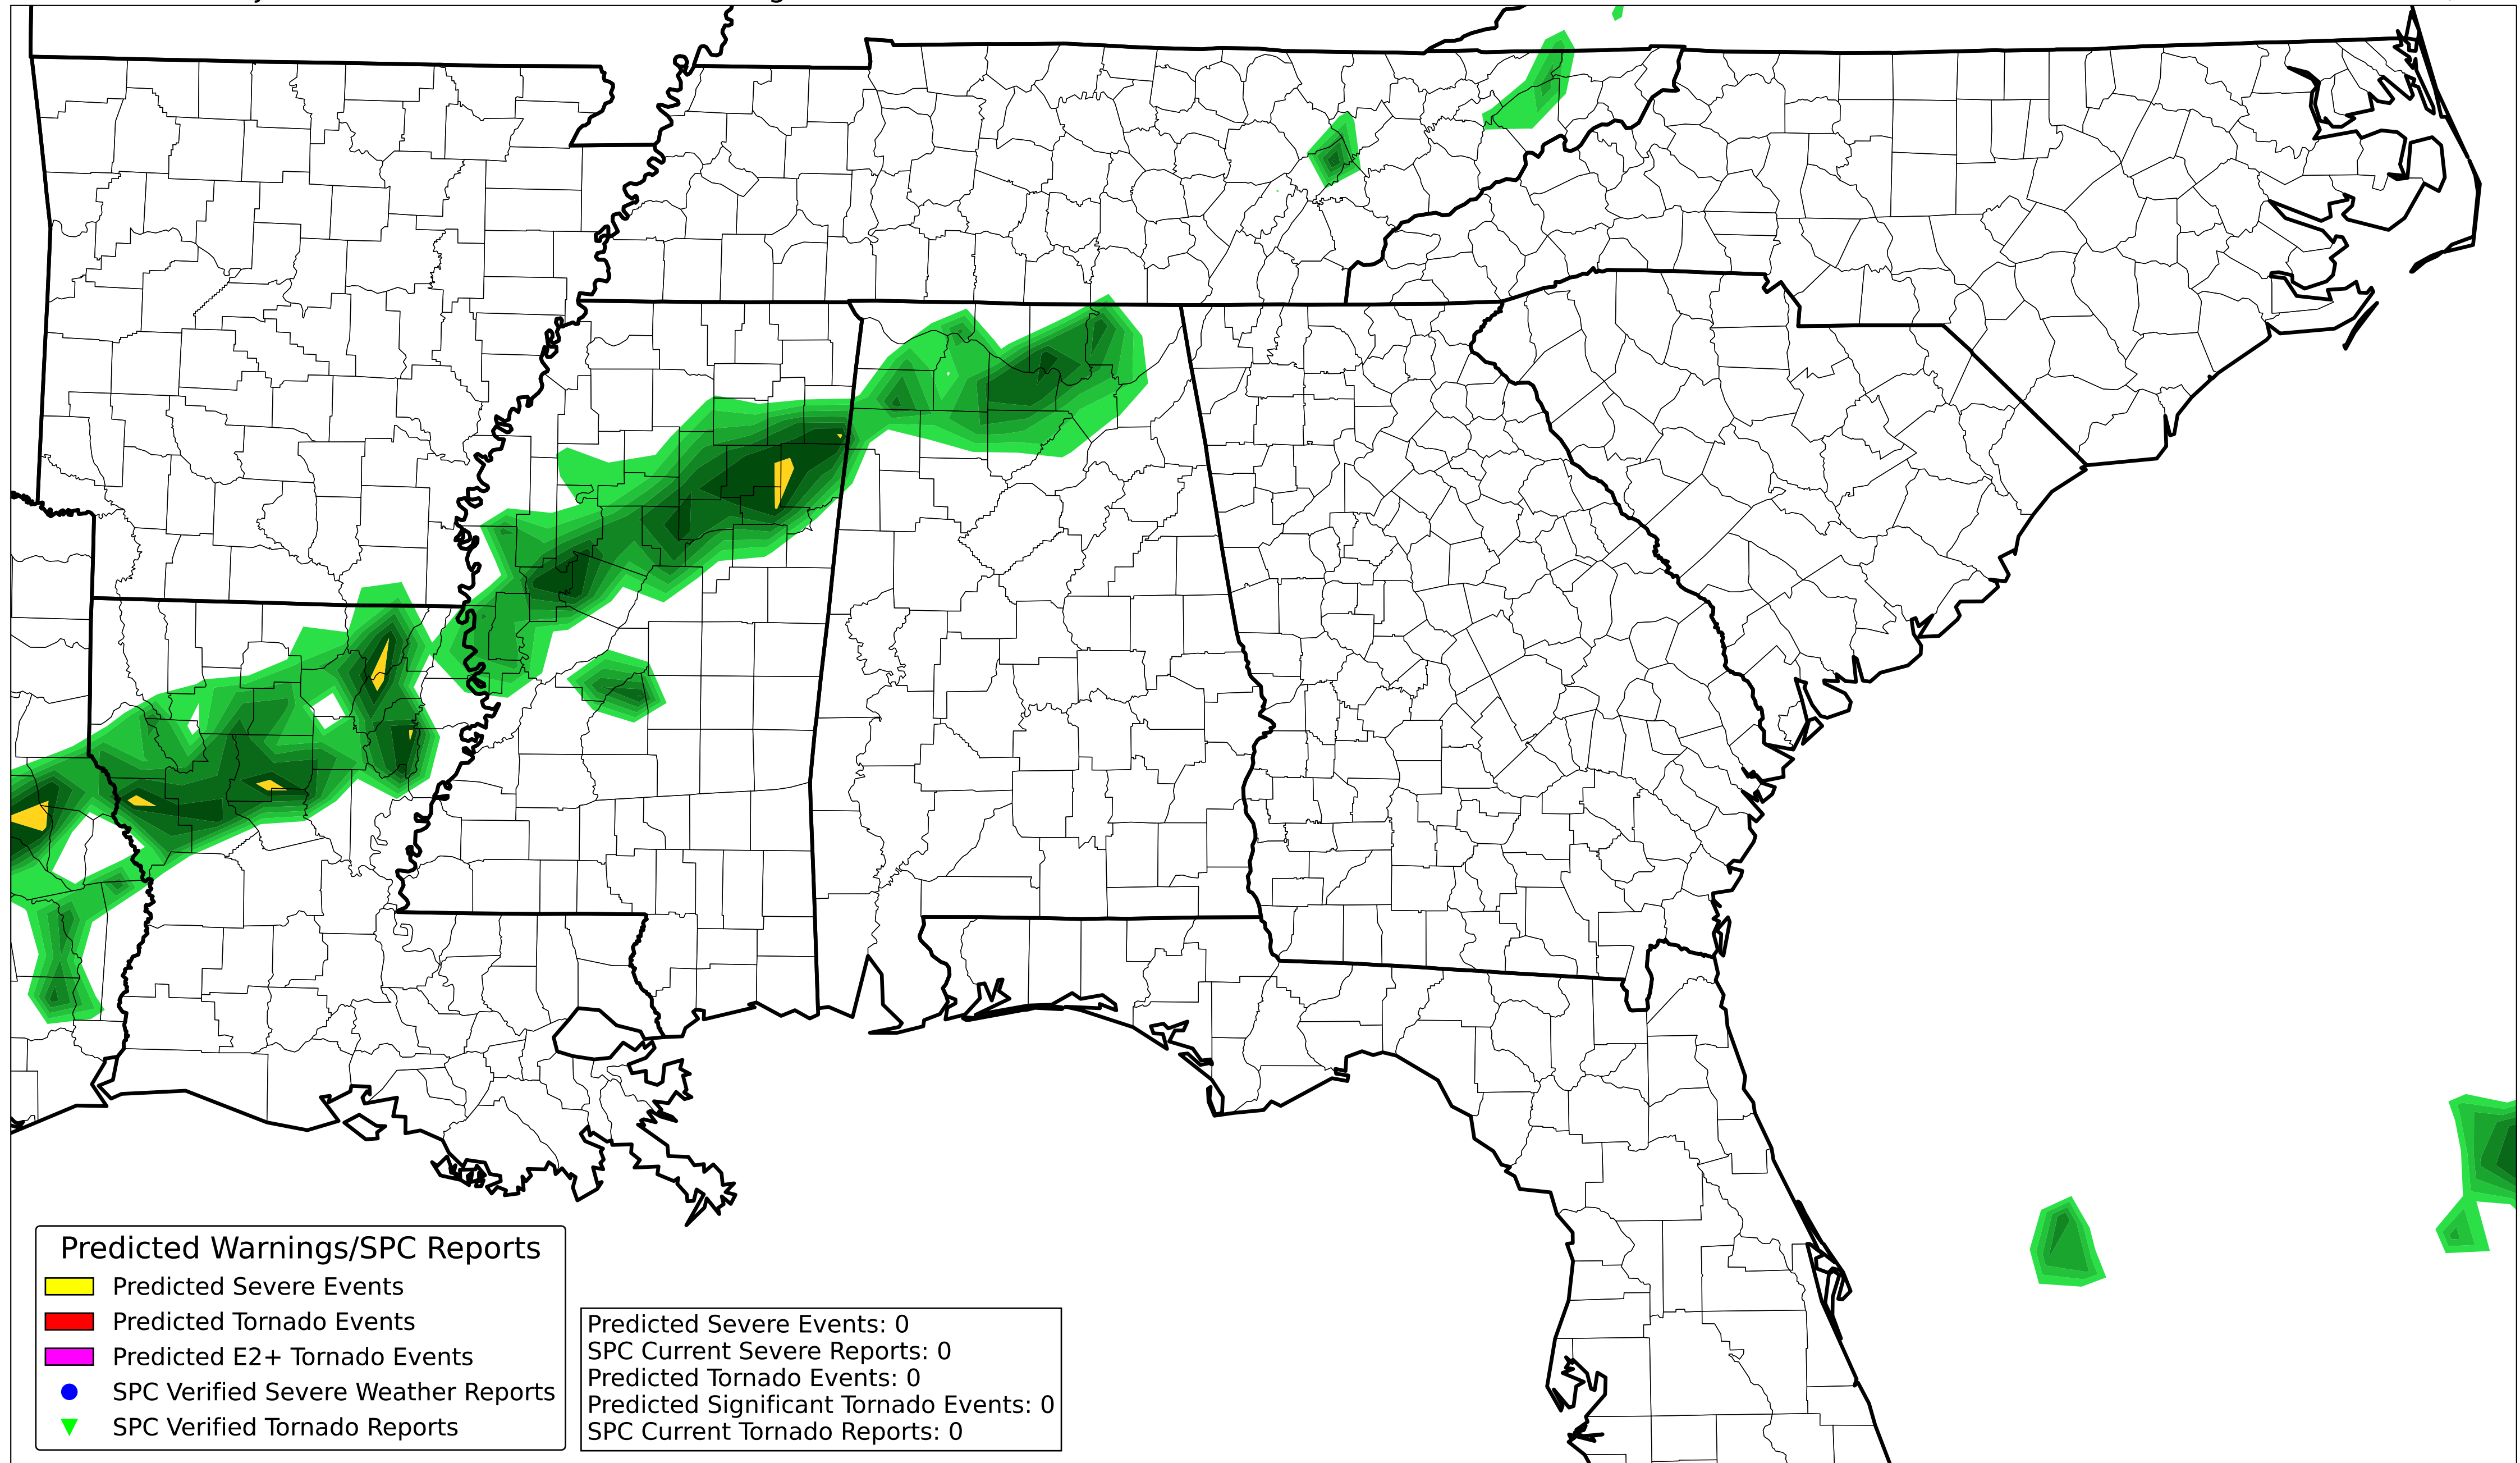 Predicted Warnings/SPC Reports
Predicted Severe Events
Predicted Tornado Events
Predicted E2+ Tornado Events
SPC Verified Severe Weather Reports
SPC Verified Tornado Reports
Predicted Severe Events: 0
SPC Current Severe Reports: 0
Predicted Tornado Events: 0
Predicted Significant Tornado Events: 0
SPC Current Tornado Reports: 0